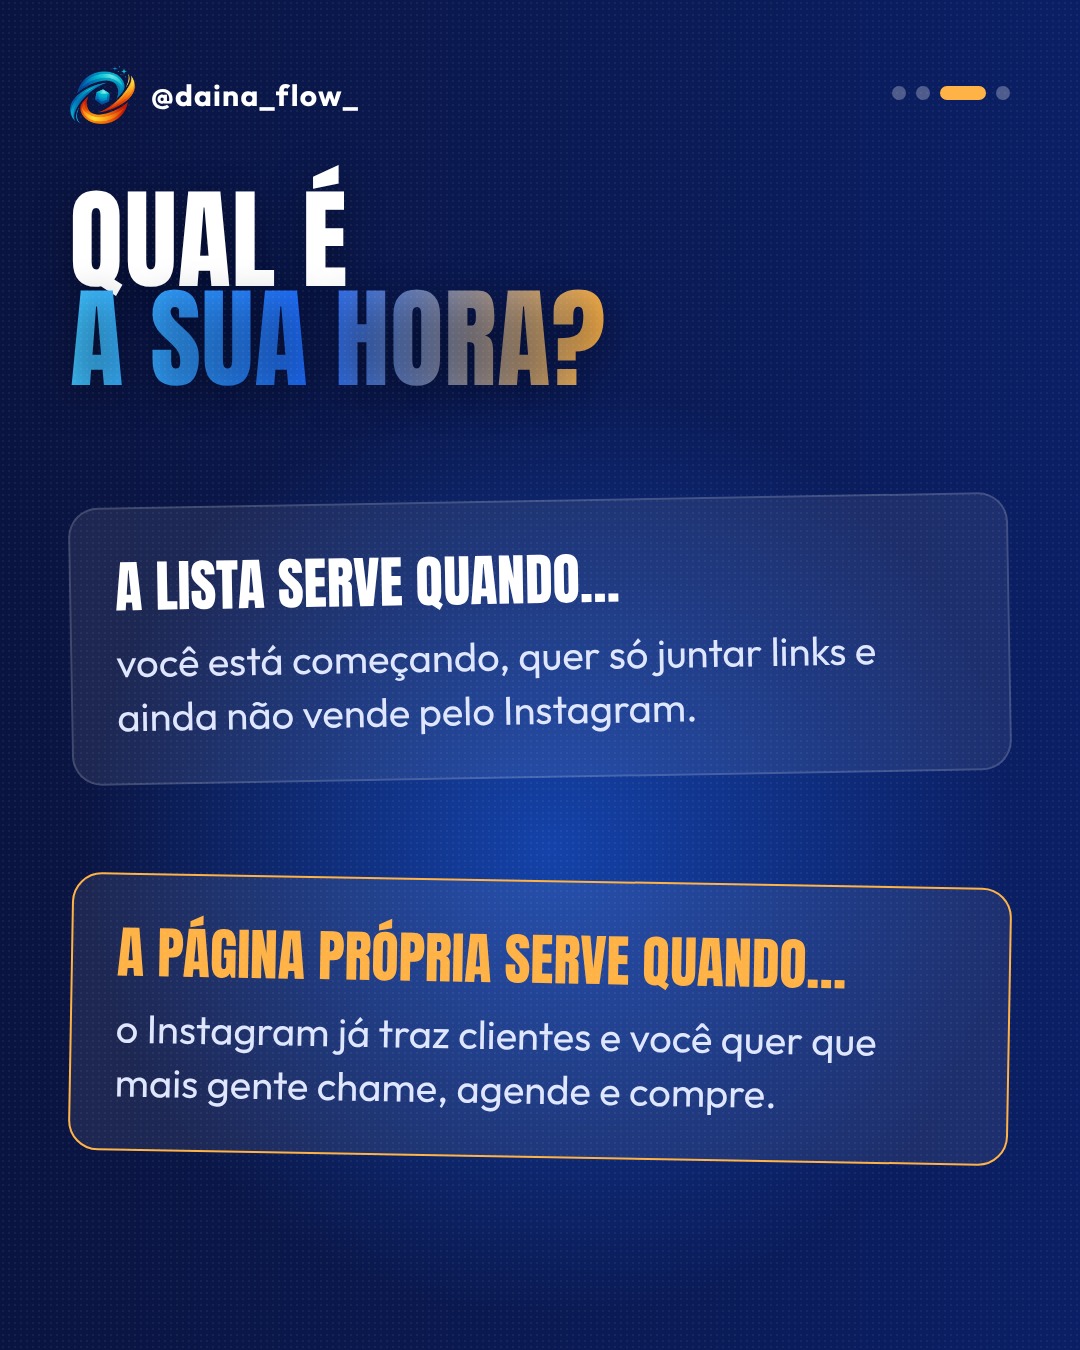 @daina_flow_
QUAL É
A SUA HORA?
A LISTA SERVE QUANDO...
você está começando, quer só juntar links e
ainda não vende pelo Instagram.
A PÁGINA PRÓPRIA SERVE QUANDO...
o Instagram já traz clientes e você quer que
mais gente chame, agende e compre.